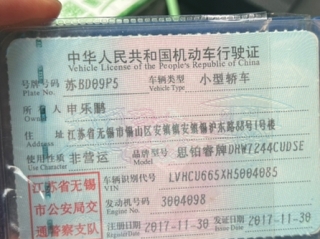 中华人民共和国机动车行驶证
Vehicle License of the People's Republic of China
号牌号码 苏BD09P5 车辆类型 小型轿车
Plate No. Vehicle Type
所有人 申乐鹏
Owner
住址 江苏省无锡市锡山区安镇镇安镇锡沪东路88号1号楼
Address
使用性质 非营运 品牌型号 思铂睿牌DHW7244CUDSE
Use Character Model
江苏省无锡
市公安局交
通警察支队
车辆识别代号 LVHCU665XH5004085
VIN
发动机号码 3004098
Engine No.
注册日期 2017-11-30 发证日期 2017-11-30
Register Date Issue Date